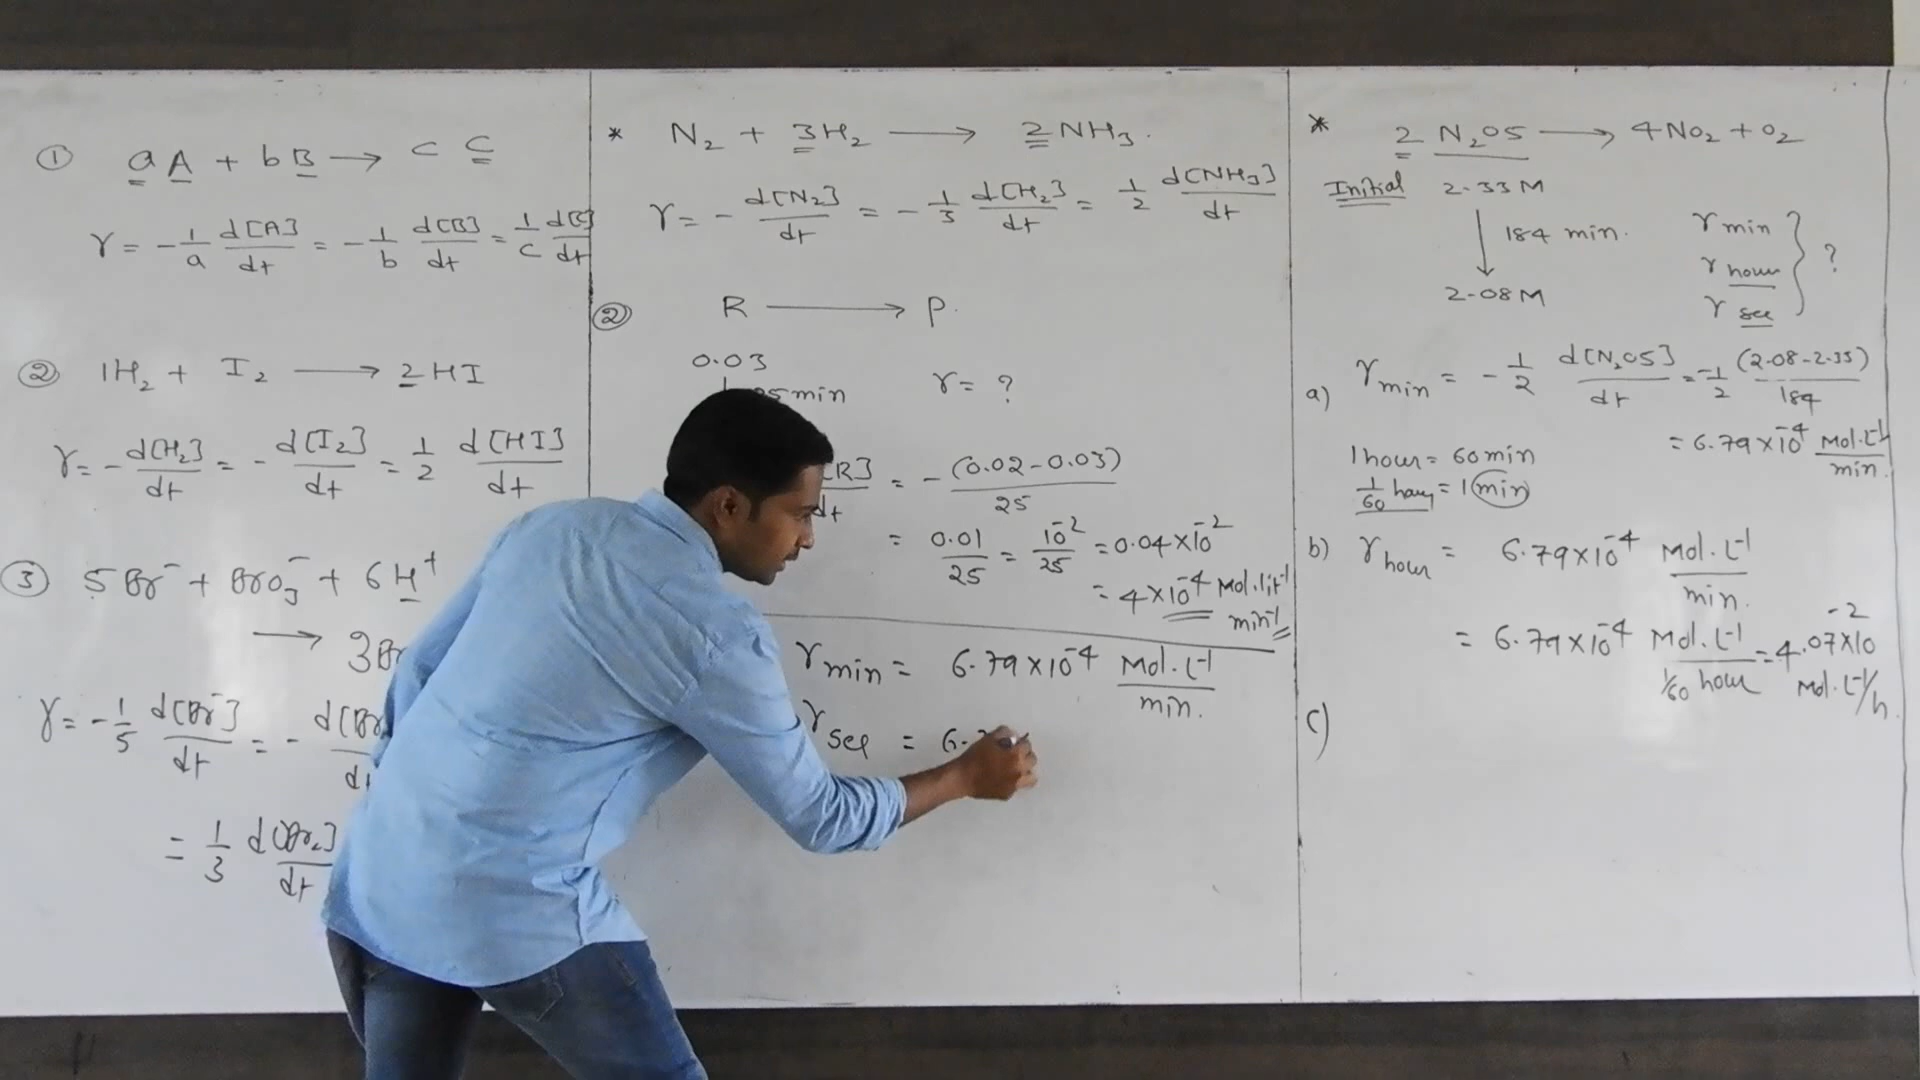 ① aA + bB → c C
r = -1/a d[A]/dt = -1/b d[B]/dt = 1/c d[C]/dt
② 1H₂ + I₂ → 2HI
r = -d[H₂]/dt = -d[I₂]/dt = 1/2 d[HI]/dt
③ 5Br⁻ + BrO₃⁻ + 6H⁺
→ 3Br
r = -1/5 d[Br⁻]/dt = - d[Br
= 1/3 d[Br₂]/dt
* N₂ + 3H₂ → 2NH₃.
r = - d[N₂]/dt = -1/3 d[H₂]/dt = 1/2 d[NH₃]/dt
② R → P.
0.03
min r = ?
[R]/dt = -(0.02-0.03)/25
= 0.01/25 = 10⁻²/25 = 0.04×10⁻²
= 4×10⁻⁴ Mol.lit⁻¹
min⁻¹
r min = 6.79×10⁻⁴ Mol.L⁻¹/min.
r sec = 6.
* 2 N₂O5 → 4NO₂ + O₂
Initial 2.33M
↓ 184 min.
2.08M
r min
r hour
r sec
} ?
a) r min = -1/2 d[N₂O5]/dt = -1/2 (2.08-2.33)/184
= 6.79×10⁻⁴ Mol.L⁻¹/min.
1 hour = 60 min
1/60 hour = 1 min
b) r hour = 6.79×10⁻⁴ Mol.L⁻¹/min.
= 6.79×10⁻⁴ Mol.L⁻¹/1/60 hour = 4.07×10⁻²
Mol.L⁻¹/h.
c)